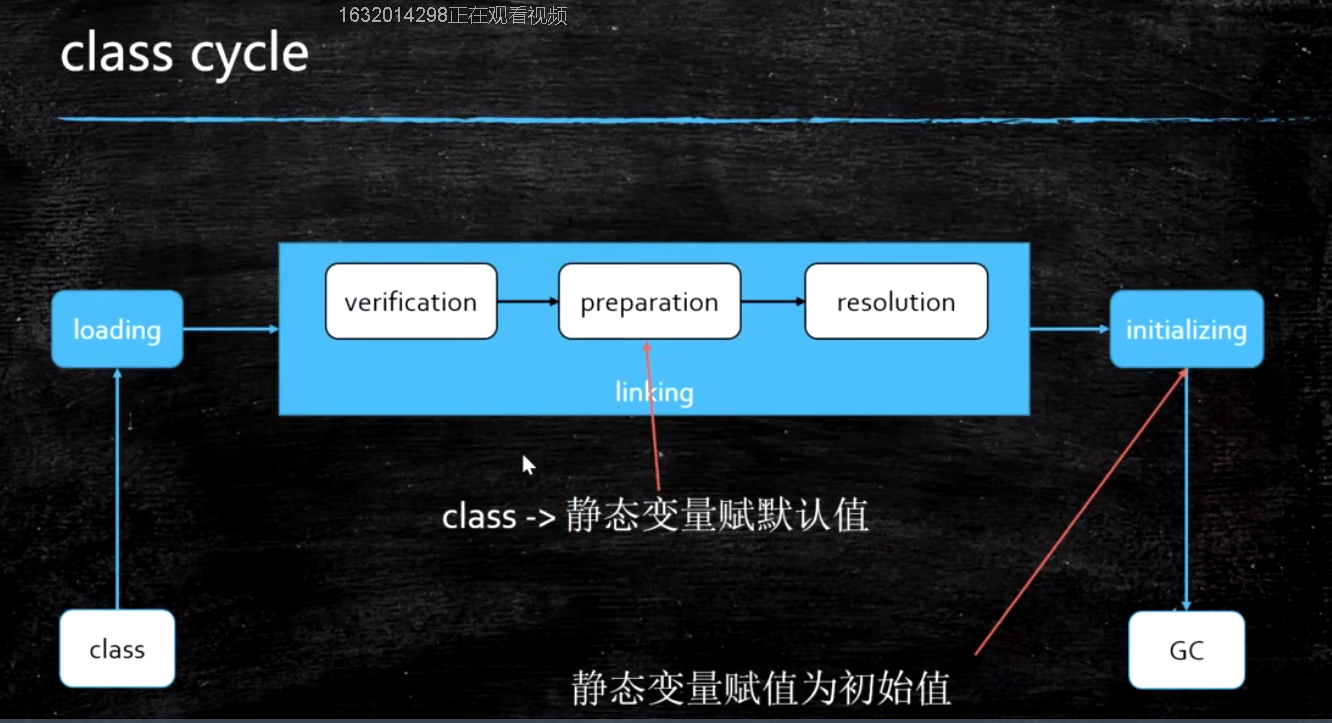 1632014298正在观看视频
class cycle
verification
preparation
resolution
loading
initializing
linking
class -> 静态变量赋默认值
class
GC
静态变量赋值为初始值